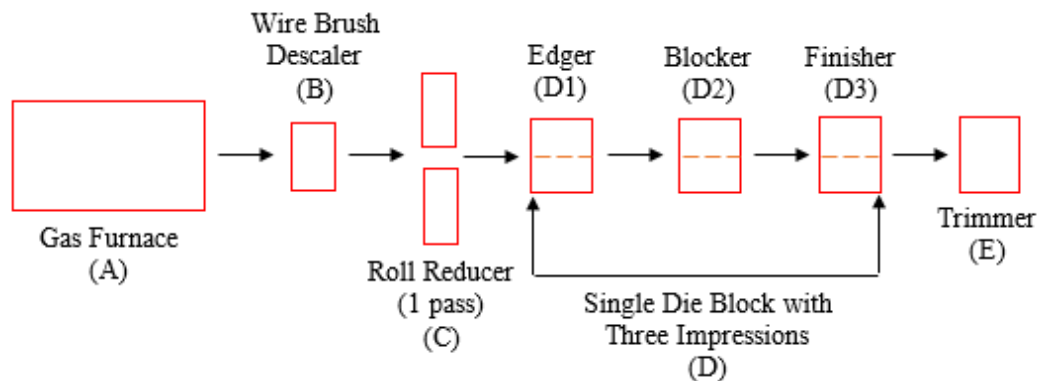 Gas Furnace
(A)
Wire Brush
Descaler
(B)
Roll Reducer
(1 pass)
(C)
Edger
(D1)
Blocker
(D2)
Finisher
(D3)
Single Die Block with
Three Impressions
(D)
Trimmer
(E)